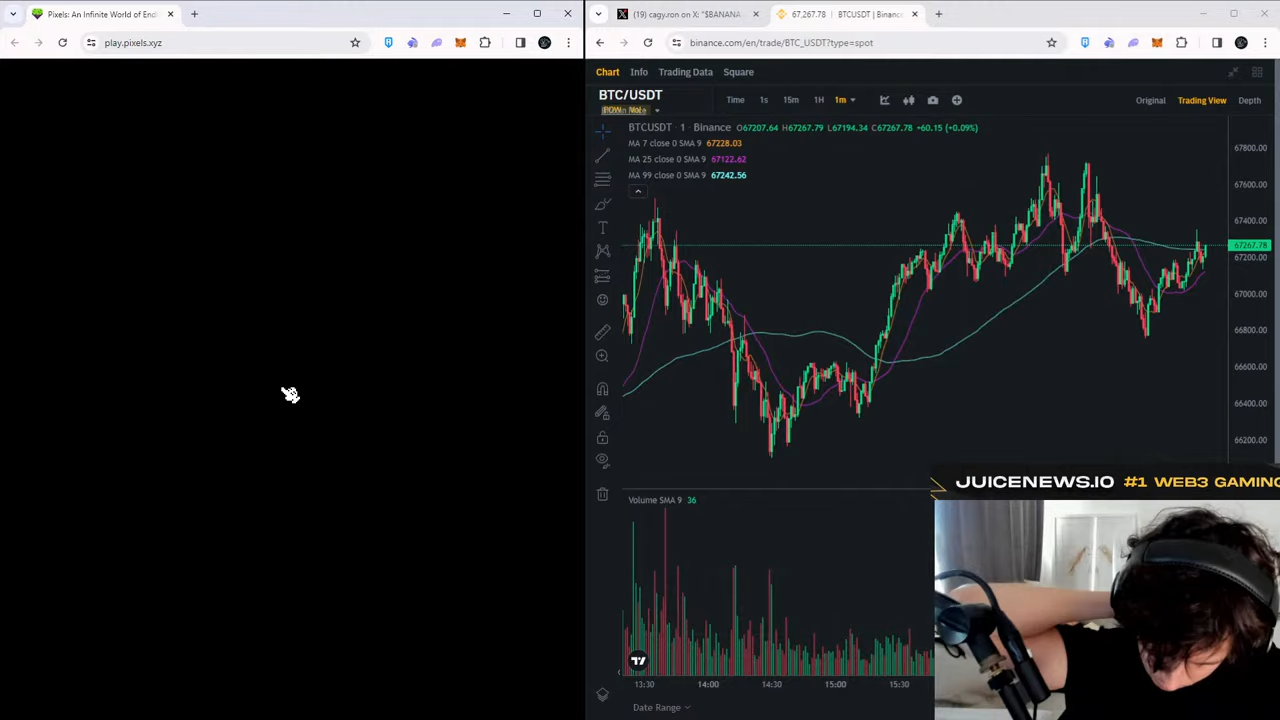 Pixels: An Infinite World of End
play.pixels.xyz
(19) cagy.ron on X: "$BANANA
67,267.78 | BTCUSDT | Binance
binance.com/en/trade/BTC_USDT?type=spot
Chart Info Trading Data Square
BTC/USDT
Time 1s 15m 1H 1m
Original Trading View Depth
BTCUSDT · 1 · Binance O67207.64 H67267.79 L67194.34 C67267.78 +60.15 (+0.09%)
MA 7 close 0 SMA 9 67228.03
MA 25 close 0 SMA 9 67122.62
MA 99 close 0 SMA 9 67242.56
67800.00
67600.00
67400.00
67267.78
67200.00
67000.00
66800.00
66600.00
66400.00
66200.00
JUICENEWS.IO #1 WEB3 GAMING
Volume SMA 9 36
13:30 14:00 14:30 15:00 15:30
Date Range